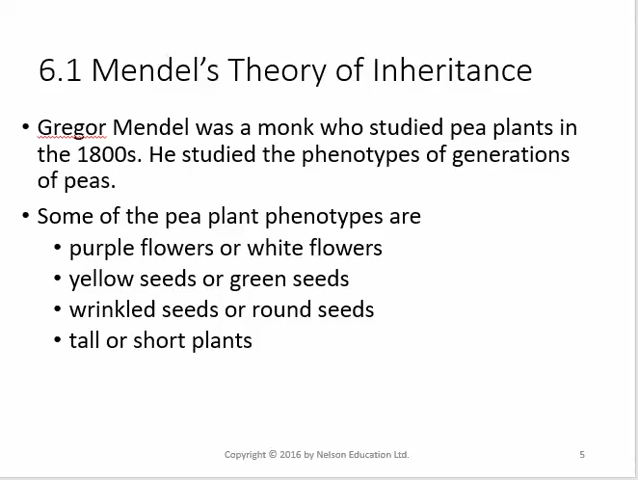 6.1 Mendel's Theory of Inheritance
• Gregor Mendel was a monk who studied pea plants in
the 1800s. He studied the phenotypes of generations
of peas.
• Some of the pea plant phenotypes are
• purple flowers or white flowers
• yellow seeds or green seeds
• wrinkled seeds or round seeds
• tall or short plants
Copyright © 2016 by Nelson Education Ltd.
5